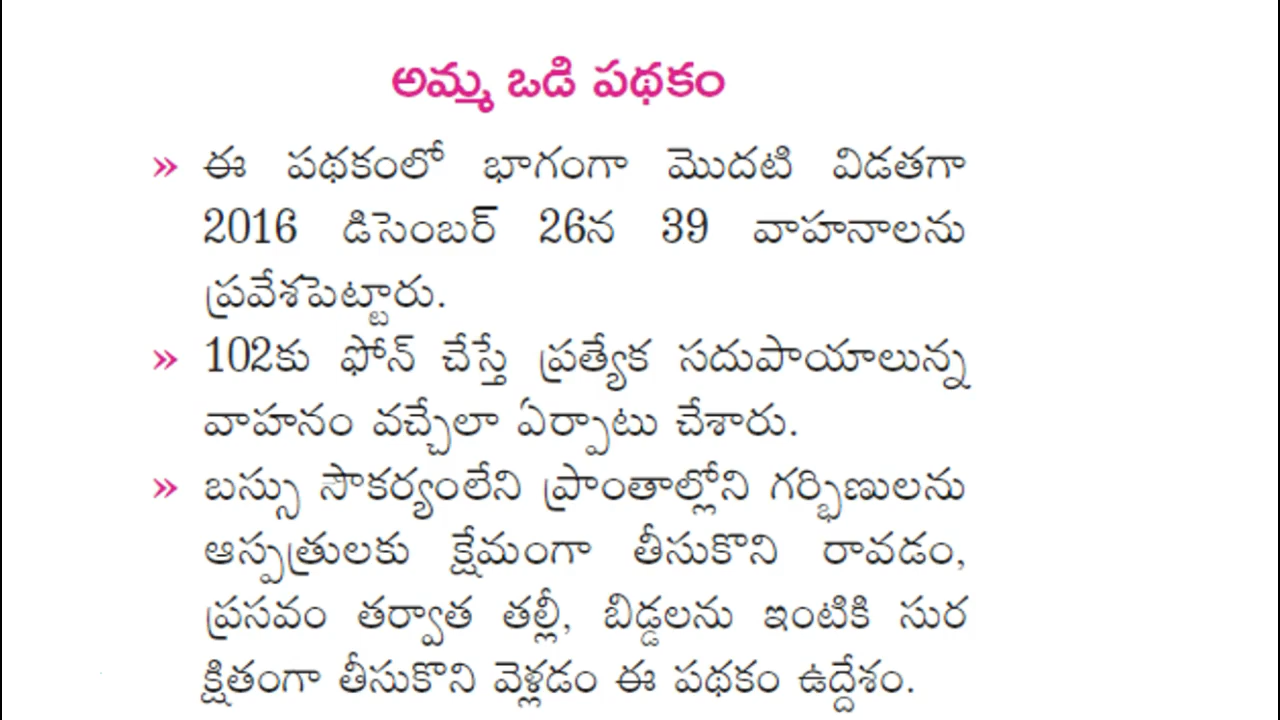 అమ్మ ఒడి పథకం
» ఈ పథకంలో భాగంగా మొదటి విడతగా
2016 డిసెంబర్ 26న 39 వాహనాలను
ప్రవేశపెట్టారు.
» 102కు ఫోన్ చేస్తే ప్రత్యేక సదుపాయాలున్న
వాహనం వచ్చేలా ఏర్పాటు చేశారు.
» బస్సు సౌకర్యంలేని ప్రాంతాల్లోని గర్భిణులను
ఆస్పత్రులకు క్షేమంగా తీసుకొని రావడం,
ప్రసవం తర్వాత తల్లీ, బిడ్డలను ఇంటికి సుర
క్షితంగా తీసుకొని వెళ్లడం ఈ పథకం ఉద్దేశం.